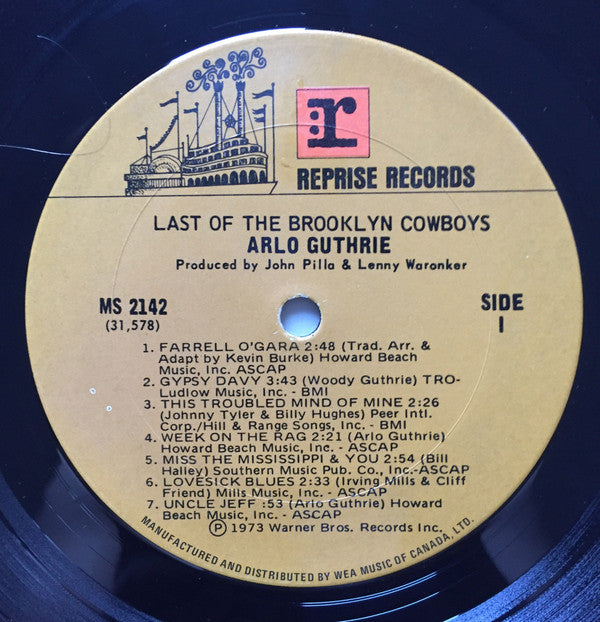 :r
REPRISE RECORDS
LAST OF THE BROOKLYN COWBOYS
ARLO GUTHRIE
Produced by John Pilla & Lenny Waronker
MS 2142
(31,578)
SIDE
1
1. FARRELL O'GARA 2:48 (Trad. Arr. &
Adapt by Kevin Burke) Howard Beach
Music, Inc. ASCAP
2. GYPSY DAVY 3:43 (Woody Guthrie) TRO-
Ludlow Music, Inc. - BMI
3. THIS TROUBLED MIND OF MINE 2:26
(Johnny Tyler & Billy Hughes) Peer Intl.
Corp./Hill & Range Songs, Inc. - BMI
4. WEEK ON THE RAG 2:21 (Arlo Guthrie)
Howard Beach Music, Inc. - ASCAP
5. MISS THE MISSISSIPPI & YOU 2:54 (Bill
Halley) Southern Music Pub. Co., Inc.-ASCAP
6. LOVESICK BLUES 2:33 (Irving Mills & Cliff
Friend) Mills Music, Inc. - ASCAP
7. UNCLE JEFF :53 (Arlo Guthrie) Howard
Beach Music, Inc. - ASCAP
℗ 1973 Warner Bros. Records Inc.
MANUFACTURED AND DISTRIBUTED BY WEA MUSIC OF CANADA, LTD.